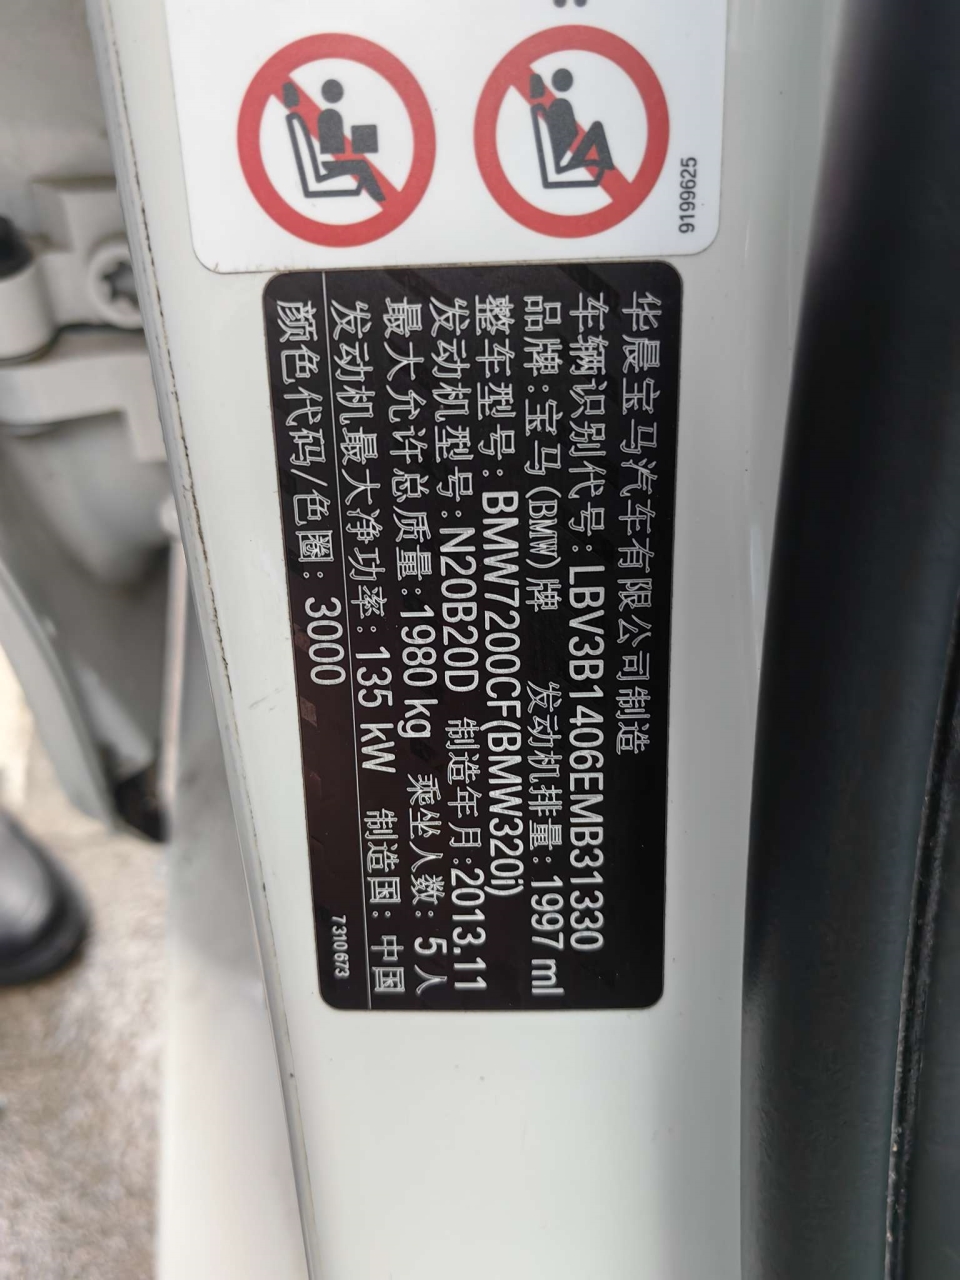 9199625
华晨宝马汽车有限公司制造
车辆识别代号:LBV3B1406EMB31330
品牌:宝马(BMW)牌 发动机排量:1997 ml
整车型号:BMW7200CF(BMW320i)
发动机型号:N20B20D 制造年月:2013.11
最大允许总质量:1980 kg 乘坐人数:5人
发动机最大净功率:135 kW 制造国:中国
颜色代码/色圈:3000
7310673